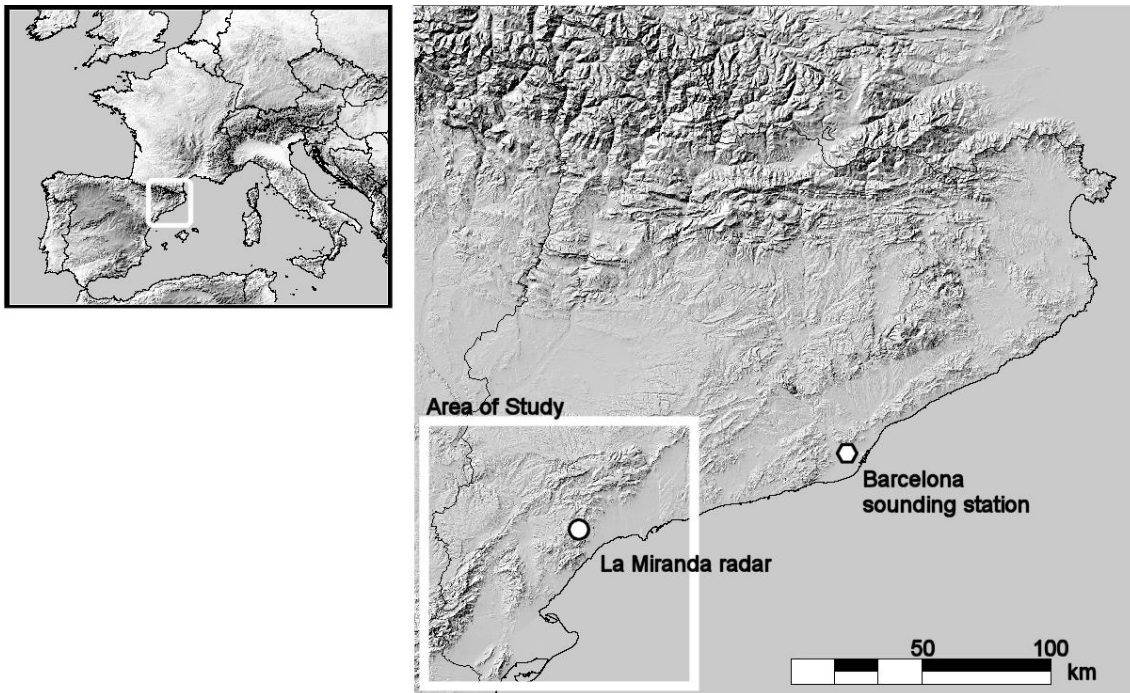 Area of Study
Barcelona
sounding station
La Miranda radar
50 100
km